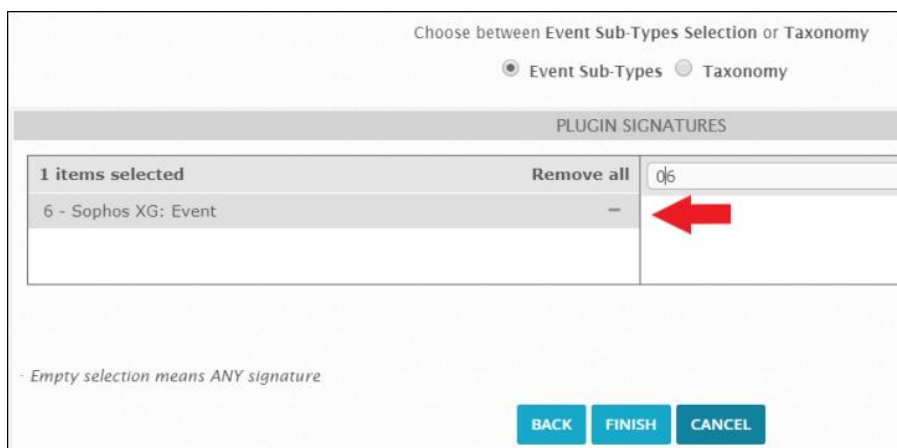 Choose between Event Sub-Types Selection or Taxonomy
Event Sub-Types Taxonomy
PLUGIN SIGNATURES
1 items selected Remove all 06
6 - Sophos XG: Event
- Empty selection means ANY signature
BACK FINISH CANCEL